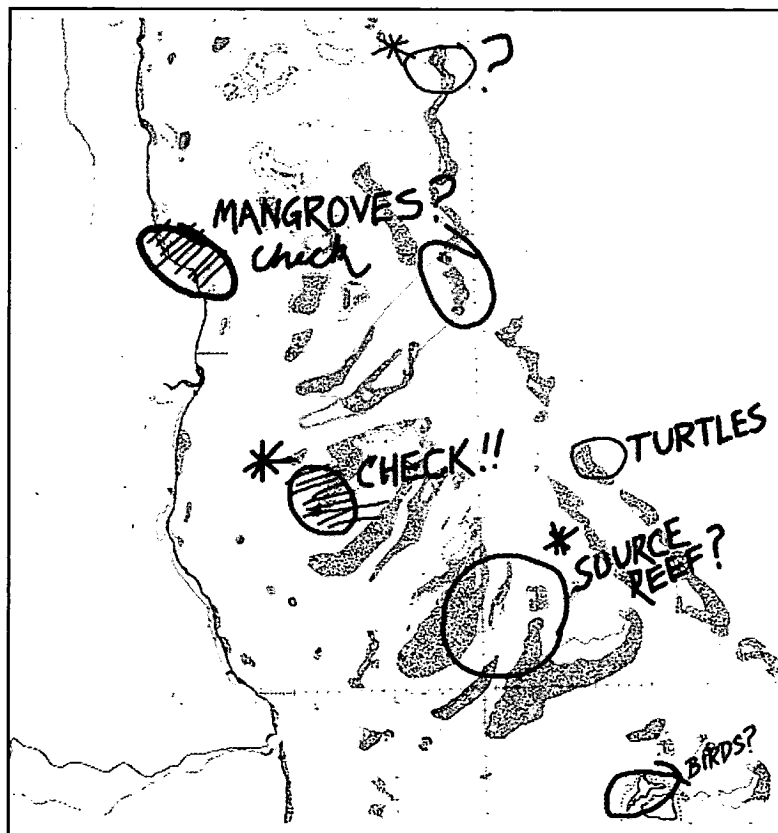 * ?
MANGROVES?
check
* CHECK!!
TURTLES
* SOURCE
REEF?
BIRDS?